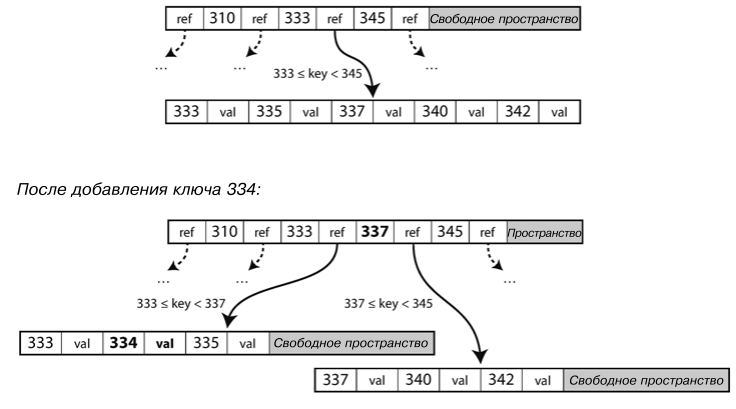 ref 310 ref 333 ref 345 ref Свободное пространство
... ... 333 ≤ key < 345 ...
333 val 335 val 337 val 340 val 342 val
После добавления ключа 334:
ref 310 ref 333 ref 337 ref 345 ref Пространство
... ... ...
333 ≤ key < 337 337 ≤ key < 345
333 val 334 val 335 val Свободное пространство
337 val 340 val 342 val Свободное пространство